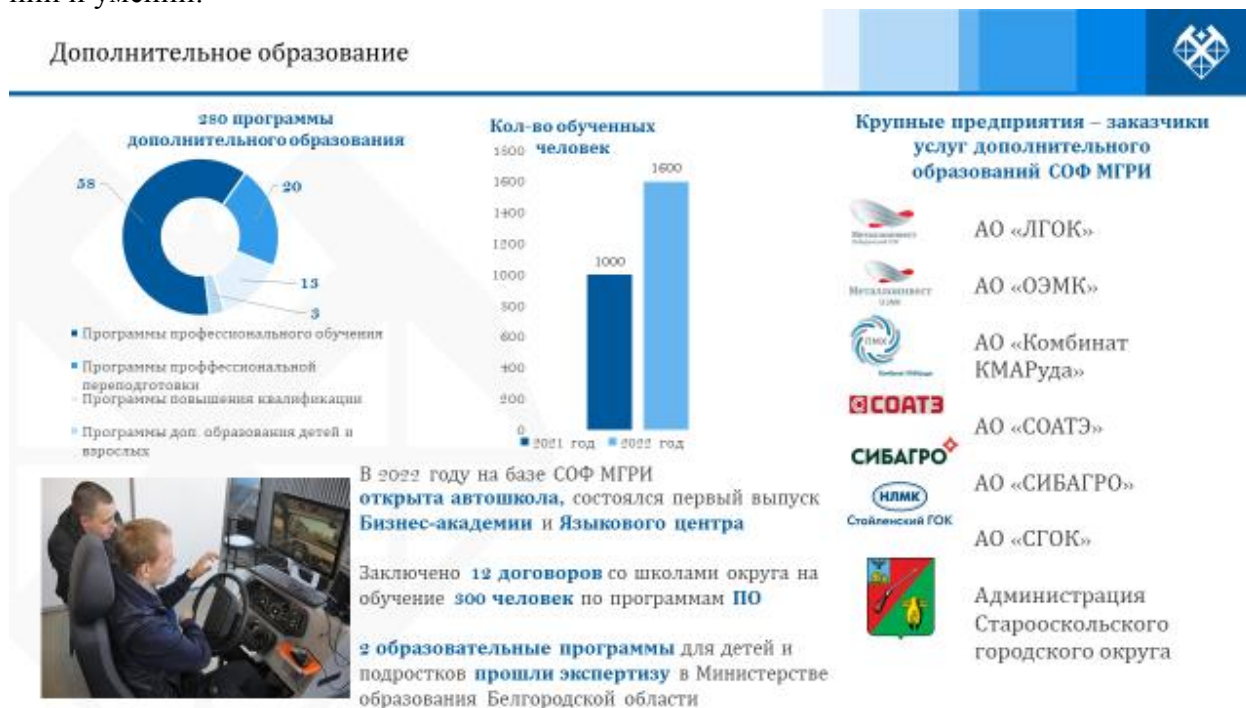 Дополнительное образование
280 программы
дополнительного образования
58
20
13
3
Программы профессионального обучения
Программы проффессиональной
переподготовки
Программы повышения квалификации
Программы доп. образования детей и
взрослых
Кол-во обученных
человек
1800
1600
1400
1200
1000
800
600
400
200
0
1000
1600
2021 год
2022 год
В 2022 году на базе СОФ МГРИ
открыта автошкола, состоялся первый выпуск
Бизнес-академии и Языкового центра
Заключено 12 договоров со школами округа на
обучение 300 человек по программам ПО
2 образовательные программы для детей и
подростков прошли экспертизу в Министерстве
образования Белгородской области
Крупные предприятия – заказчики
услуг дополнительного
образований СОФ МГРИ
Металлоинвест
АО «ЛГОК»
Металлоинвест
ОЭМК
АО «ОЭМК»
ПМХ
АО «Комбинат
КМАРуда»
СОАТЭ
АО «СОАТЭ»
СИБАГРО
АО «СИБАГРО»
НЛМК
Стойленский ГОК
АО «СГОК»
Администрация
Старооскольского
городского округа